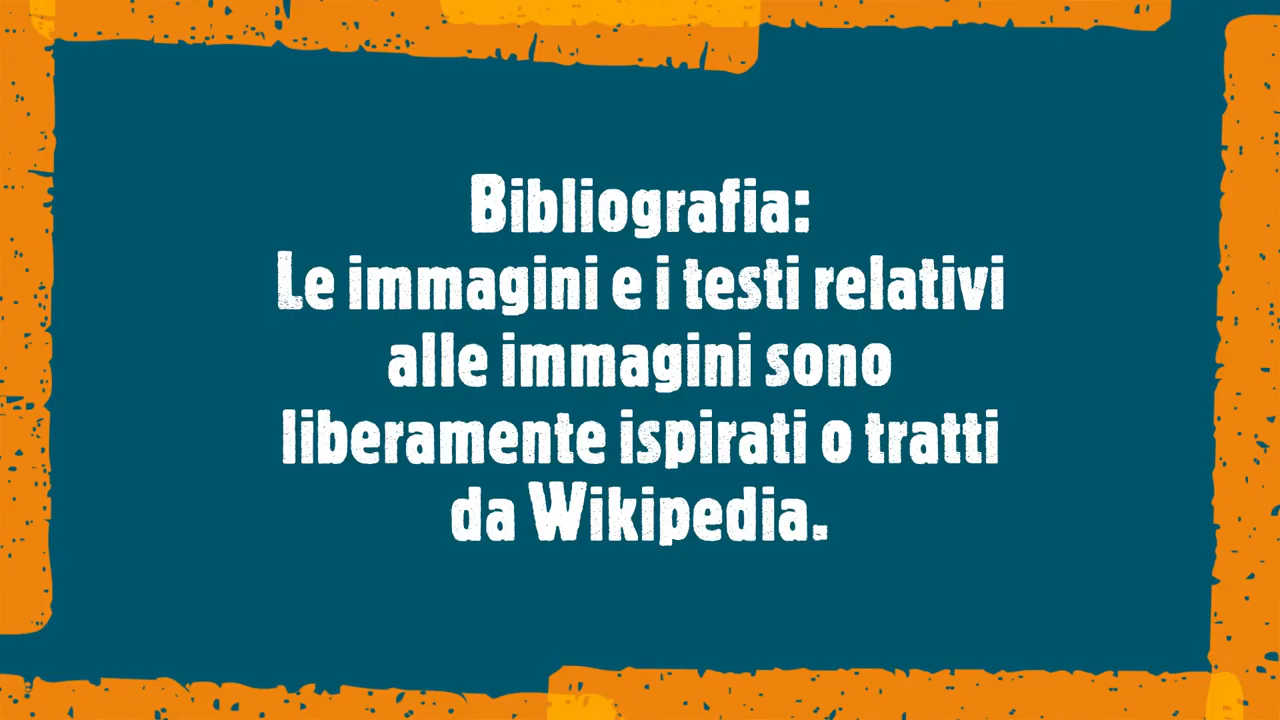 Bibliografia:
Le immagini e i testi relativi
alle immagini sono
liberamente ispirati o tratti
da Wikipedia.